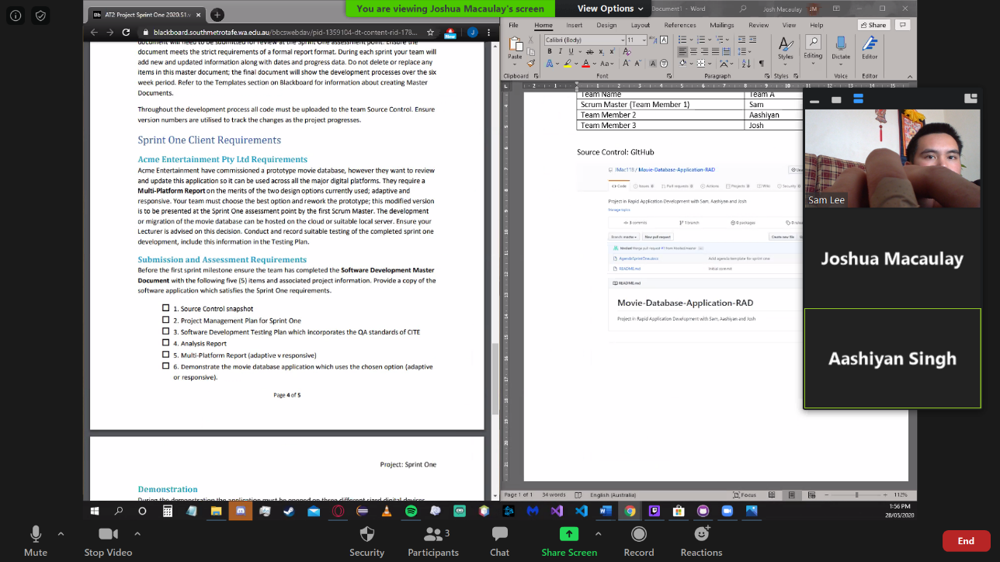 You are viewing Joshua Macaulay's screen
View Options
AT2 Project Sprint One 2020.S1.v
blackboard.southmetrotafe.wa.edu.au/bbcswebdav/pid-1359104-dt-content-rid-178...
New
document meets the strict requirements of a formal report format. During each sprint your team will
add new and updated information along with dates and progress data. Do not delete or replace any
items in this master document; the final document will show the development processes over the six
week period. Refer to the Templates section on Blackboard for information about creating Master
Documents.
Throughout the development process all code must be uploaded to the team Source Control. Ensure
version numbers are utilised to track the changes as the project progresses.
Sprint One Client Requirements
Acme Entertainment Pty Ltd Requirements
Acme Entertainment have commissioned a prototype movie database, however they want to review
and update this application so it can be used across all the major digital platforms. They require a
Multi-Platform Report on the merits of the two design options currently used; adaptive and
responsive. Your team must choose the best option and rework the prototype; this modified version
is to be presented at the Sprint One assessment point by the first Scrum Master. The development
or migration of the movie database can be hosted on the cloud or suitable local server. Ensure your
Lecturer is advised on this decision. Conduct and record suitable testing of the completed sprint one
development, include this information in the Testing Plan.
Submission and Assessment Requirements
Before the first sprint milestone ensure the team has completed the Software Development Master
Document with the following five (5) items and associated project information. Provide a copy of the
software application which satisfies the Sprint One requirements.
1. Source Control snapshot
2. Project Management Plan for Sprint One
3. Software Development Testing Plan which incorporates the QA standards of CITE
4. Analysis Report
5. Multi-Platform Report (adaptive v responsive)
6. Demonstrate the movie database application which uses the chosen option (adaptive
or responsive).
Page 4 of 5
Project: Sprint One
Demonstration
During the demonstration the application must be opened on three different sized digital devices
Document1 - Word
Josh Macaulay
JM
File Home Insert Design Layout References Mailings Review View Help
Share
Paste
Calibri (Body) 11
Styles
Editing
Dictate
Editor
Clipboard Font Paragraph Styles Voice Editor
Team Name Team A
Scrum Master (Team Member 1) Sam
Team Member 2 Aashiyan
Team Member 3 Josh
Source Control: GitHub
JMac118 / Movie-Database-Application-RAD
Code Issues 0 Pull requests 0 Actions Projects 0 Wiki Security 0
Project in Rapid Application Development with Sam, Aashiyan and Josh
Manage topics
3 commits 1 branch 0 packages
Branch: master New pull request Create new file
AgendaSprintOne.docx Add agenda template for sprint one
README.md Initial commit
README.md
Movie-Database-Application-RAD
Project in Rapid Application Development with Sam, Aashiyan and Josh
Page 1 of 1 54 words English (Australia) Focus 112%
Sam Lee
Joshua Macaulay
Aashiyan Singh
1:56 PM
28/05/2020
Mute
Stop Video
Security
Participants 3
Chat
Share Screen
Record
Reactions
End